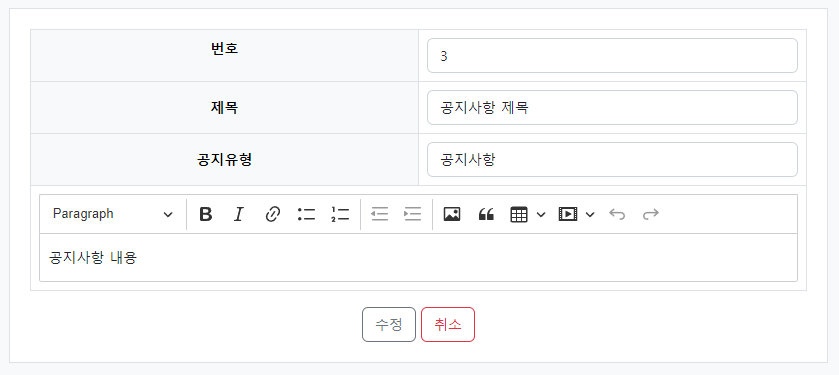 번호 3
제목 공지사항 제목
공지유형 공지사항
Paragraph
공지사항 내용
수정 취소